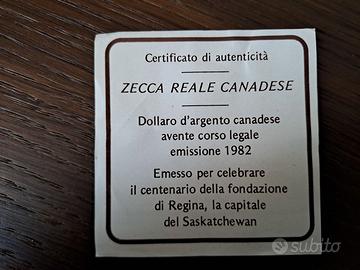 Certificato di autenticità
ZECCA REALE CANADESE
Dollaro d'argento canadese
avente corso legale
emissione 1982
Emesso per celebrare
il centenario della fondazione
di Regina, la capitale
del Saskatchewan
subito